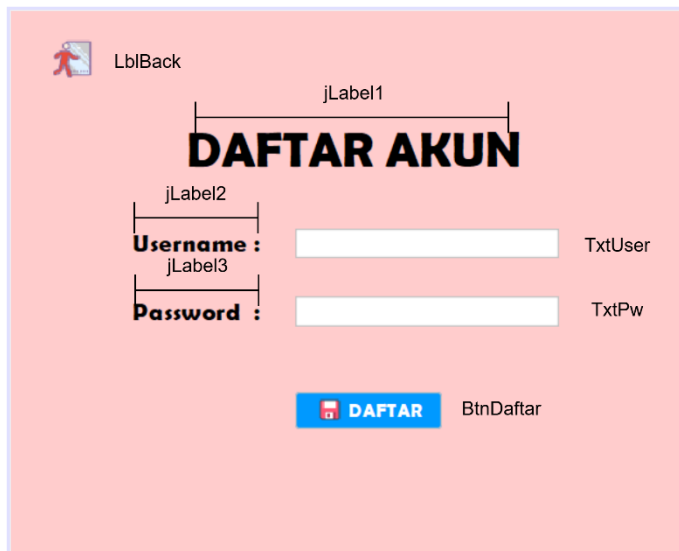 LblBack
jLabel1
DAFTAR AKUN
jLabel2
Username :
TxtUser
jLabel3
Password :
TxtPw
DAFTAR
BtnDaftar